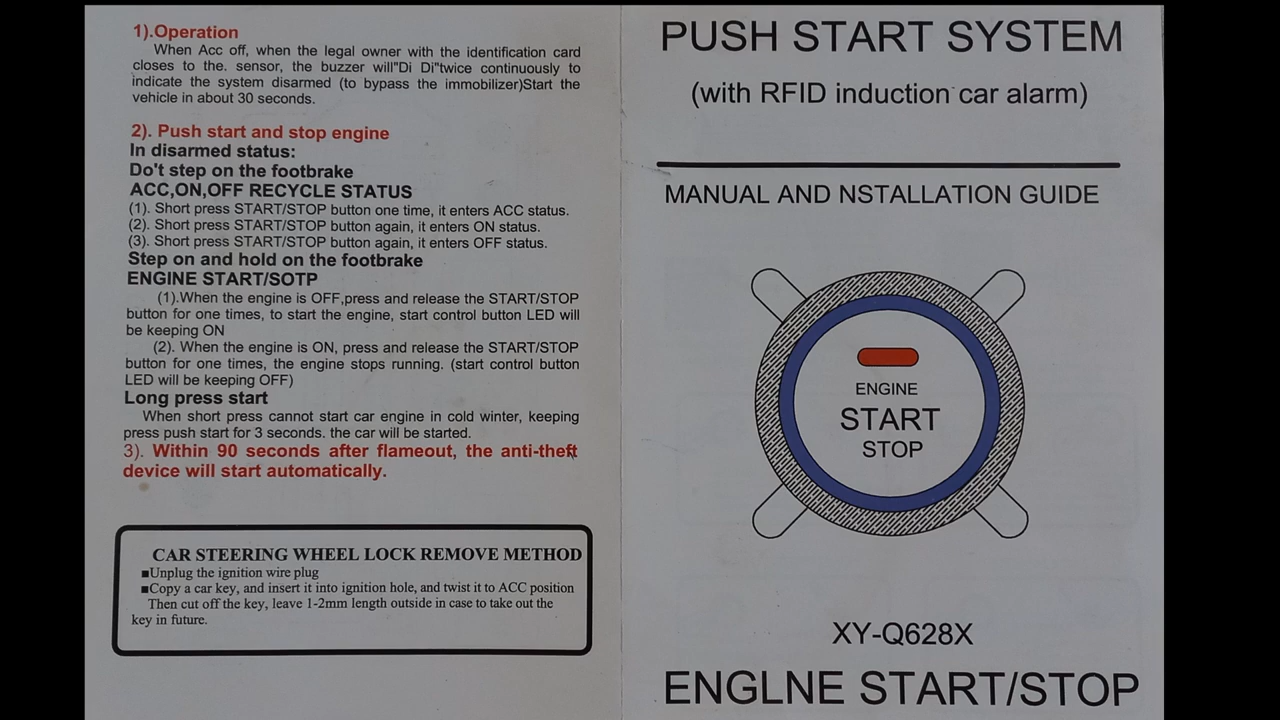 1).Operation
When Acc off, when the legal owner with the identification card
closes to the. sensor, the buzzer will"Di Di"twice continuously to
indicate the system disarmed (to bypass the immobilizer)Start the
vehicle in about 30 seconds.
2). Push start and stop engine
In disarmed status:
Do't step on the footbrake
ACC,ON,OFF RECYCLE STATUS
(1). Short press START/STOP button one time, it enters ACC status.
(2). Short press START/STOP button again, it enters ON status.
(3). Short press START/STOP button again, it enters OFF status.
Step on and hold on the footbrake
ENGINE START/SOTP
(1).When the engine is OFF,press and release the START/STOP
button for one times, to start the engine, start control button LED will
be keeping ON
(2). When the engine is ON, press and release the START/STOP
button for one times, the engine stops running. (start control button
LED will be keeping OFF)
Long press start
When short press cannot start car engine in cold winter, keeping
press push start for 3 seconds. the car will be started.
3). Within 90 seconds after flameout, the anti-theft
device will start automatically.
CAR STEERING WHEEL LOCK REMOVE METHOD
■Unplug the ignition wire plug
■Copy a car key, and insert it into ignition hole, and twist it to ACC position
Then cut off the key, leave 1-2mm length outside in case to take out the
key in future.
PUSH START SYSTEM
(with RFID induction car alarm)
MANUAL AND NSTALLATION GUIDE
ENGINE
START
STOP
XY-Q628X
ENGLNE START/STOP